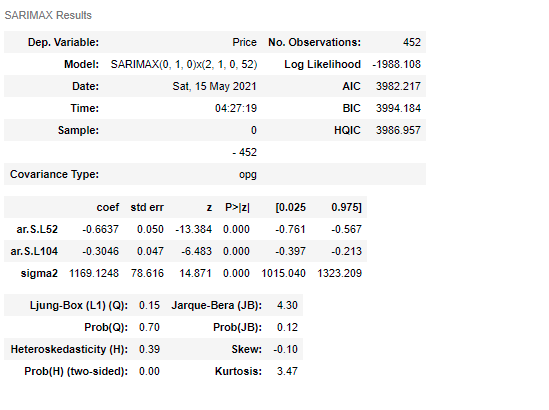 SARIMAX Results
Dep. Variable: Price No. Observations: 452
Model: SARIMAX(0, 1, 0)x(2, 1, 0, 52) Log Likelihood -1988.108
Date: Sat, 15 May 2021 AIC 3982.217
Time: 04:27:19 BIC 3994.184
Sample: 0 HQIC 3986.957
- 452
Covariance Type: opg
coef std err z P>|z| [0.025 0.975]
ar.S.L52 -0.6637 0.050 -13.384 0.000 -0.761 -0.567
ar.S.L104 -0.3046 0.047 -6.483 0.000 -0.397 -0.213
sigma2 1169.1248 78.616 14.871 0.000 1015.040 1323.209
Ljung-Box (L1) (Q): 0.15 Jarque-Bera (JB): 4.30
Prob(Q): 0.70 Prob(JB): 0.12
Heteroskedasticity (H): 0.39 Skew: -0.10
Prob(H) (two-sided): 0.00 Kurtosis: 3.47